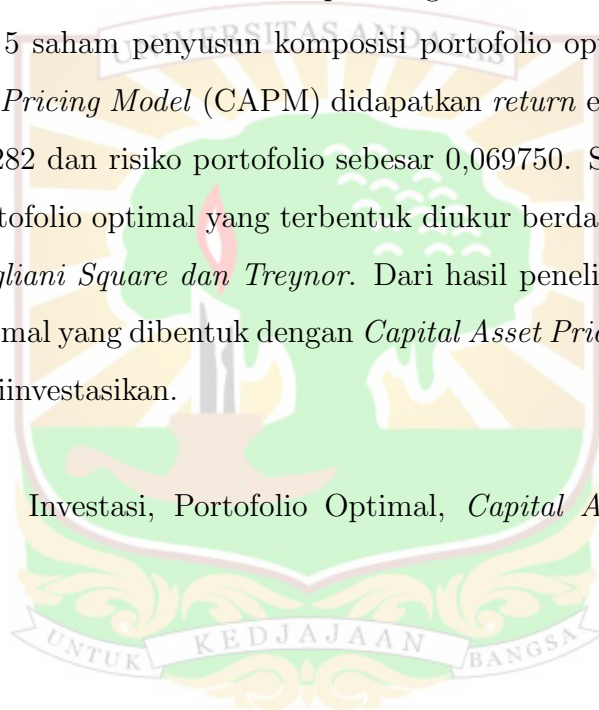 UNIVERSITAS ANDALAS
5 saham penyusun komposisi portofolio op
Pricing Model (CAPM) didapatkan return e
282 dan risiko portofolio sebesar 0,069750. S
tofolio optimal yang terbentuk diukur berda
gliani Square dan Treynor. Dari hasil peneli
mal yang dibentuk dengan Capital Asset Pric
iinvestasikan.
Investasi, Portofolio Optimal, Capital A
UNTUK KEDJAJAAN BANGSA